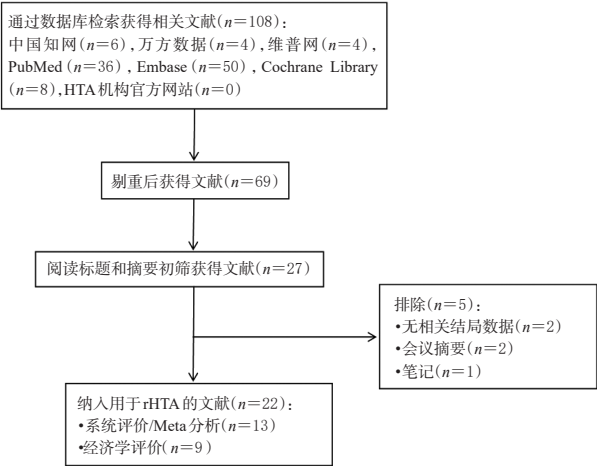 通过数据库检索获得相关文献(n=108)：
中国知网(n=6),万方数据(n=4),维普网(n=4),
PubMed(n=36), Embase(n=50), Cochrane Library
(n=8),HTA机构官方网站(n=0)
剔重后获得文献(n=69)
阅读标题和摘要初筛获得文献(n=27)
排除(n=5)：
•无相关结局数据(n=2)
•会议摘要(n=2)
•笔记(n=1)
纳入用于rHTA的文献(n=22)：
•系统评价/Meta分析(n=13)
•经济学评价(n=9)